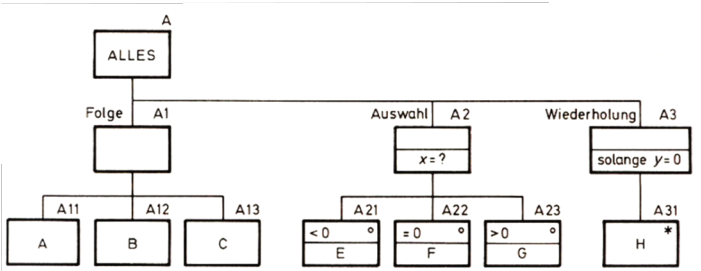 A
ALLES
Folge A1
Auswahl A2
x = ?
Wiederholung A3
solange y = 0
A11
A
A12
B
A13
C
A21
< 0 °
E
A22
= 0 °
F
A23
> 0 °
G
A31
*
H